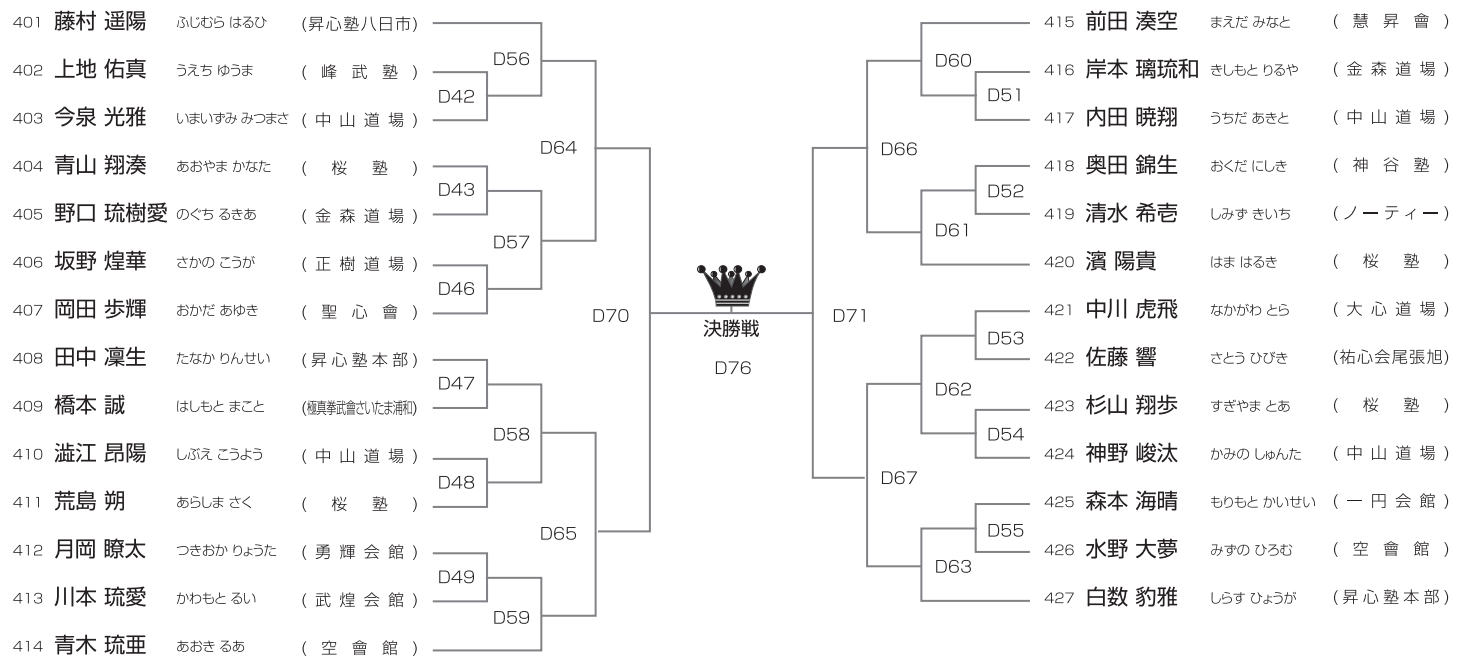 401 藤村 遥陽 ふじむら はるひ (昇心塾八日市)
402 上地 佑真 うえち ゆうま (峰武塾)
403 今泉 光雅 いまいずみ みつまさ (中山道場)
404 青山 翔湊 あおやま かなた (桜塾)
405 野口 琉樹愛 のぐち るきあ (金森道場)
406 坂野 煌華 さかの こうが (正樹道場)
407 岡田 歩輝 おかだ あゆき (聖心會)
408 田中 凜生 たなか りんせい (昇心塾本部)
409 橋本 誠 はしもと まこと (極真拳武會さいたま浦和)
410 澁江 昂陽 しぶえ こうよう (中山道場)
411 荒島 朔 あらしま さく (桜塾)
412 月岡 瞭太 つきおか りょうた (勇輝会館)
413 川本 琉愛 かわもと るい (武煌会館)
414 青木 琉亜 あおき るあ (空會館)
D56
D42
D64
D43
D57
D46
D70
D47
D58
D48
D65
D49
D59
決勝戦
D76
D60
D51
D66
D52
D61
D71
D53
D62
D54
D67
D55
D63
415 前田 湊空 まえだ みなと (慧昇會)
416 岸本 璃琉和 きしもと りるや (金森道場)
417 内田 暁翔 うちだ あきと (中山道場)
418 奥田 錦生 おくだ にしき (神谷塾)
419 清水 希壱 しみず きいち (ノーティー)
420 濱 陽貴 はま はるき (桜塾)
421 中川 虎飛 なかがわ とら (大心道場)
422 佐藤 響 さとう ひびき (祐心会尾張旭)
423 杉山 翔歩 すぎやま とあ (桜塾)
424 神野 峻汰 かみの しゅんた (中山道場)
425 森本 海晴 もりもと かいせい (一円会館)
426 水野 大夢 みずの ひろむ (空會館)
427 白数 豹雅 しらす ひょうが (昇心塾本部)